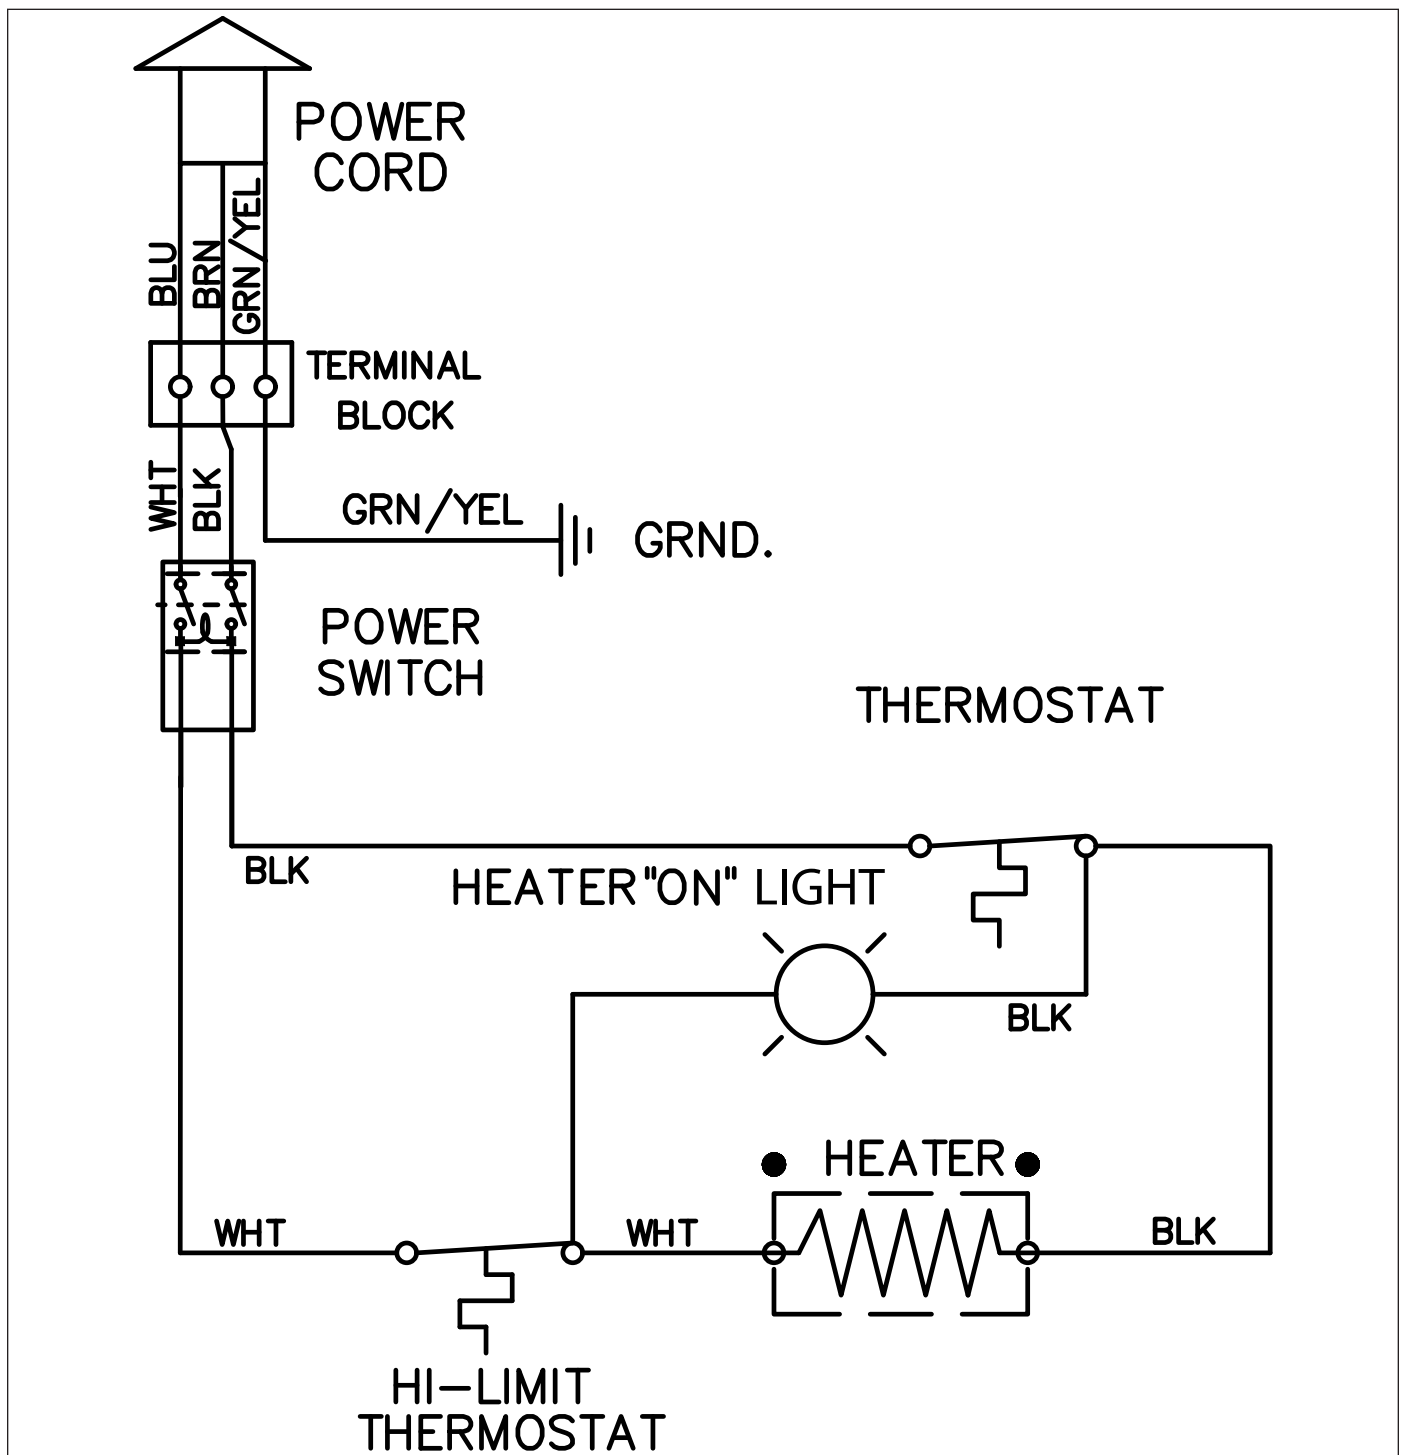 POWER
CORD
BLU
BRN
GRN/YEL
TERMINAL
BLOCK
WHT
BLK
GRN/YEL
GRND.
POWER
SWITCH
THERMOSTAT
BLK
HEATER "ON" LIGHT
BLK
HEATER
WHT
WHT
BLK
HI-LIMIT
THERMOSTAT